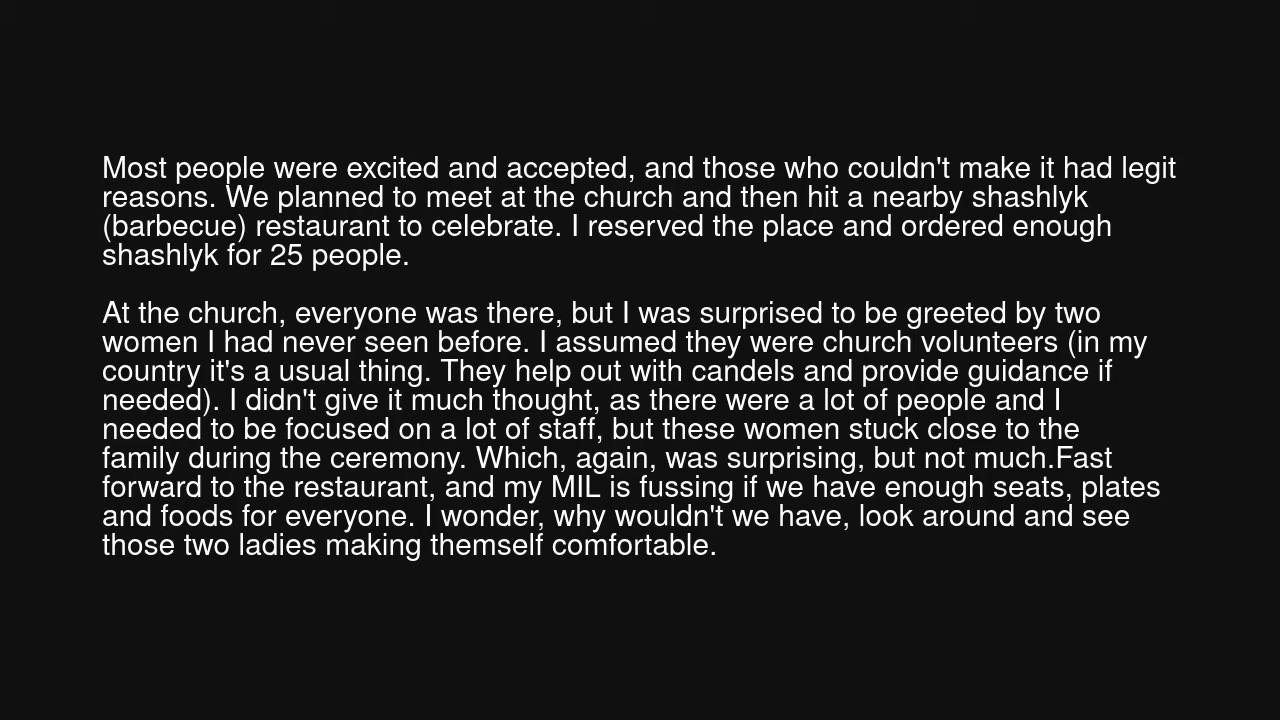 Most people were excited and accepted, and those who couldn't make it had legit
reasons. We planned to meet at the church and then hit a nearby shashlyk
(barbecue) restaurant to celebrate. I reserved the place and ordered enough
shashlyk for 25 people.
At the church, everyone was there, but I was surprised to be greeted by two
women I had never seen before. I assumed they were church volunteers (in my
country it's a usual thing. They help out with candels and provide guidance if
needed). I didn't give it much thought, as there were a lot of people and I
needed to be focused on a lot of staff, but these women stuck close to the
family during the ceremony. Which, again, was surprising, but not much.Fast
forward to the restaurant, and my MIL is fussing if we have enough seats, plates
and foods for everyone. I wonder, why wouldn't we have, look around and see
those two ladies making themself comfortable.